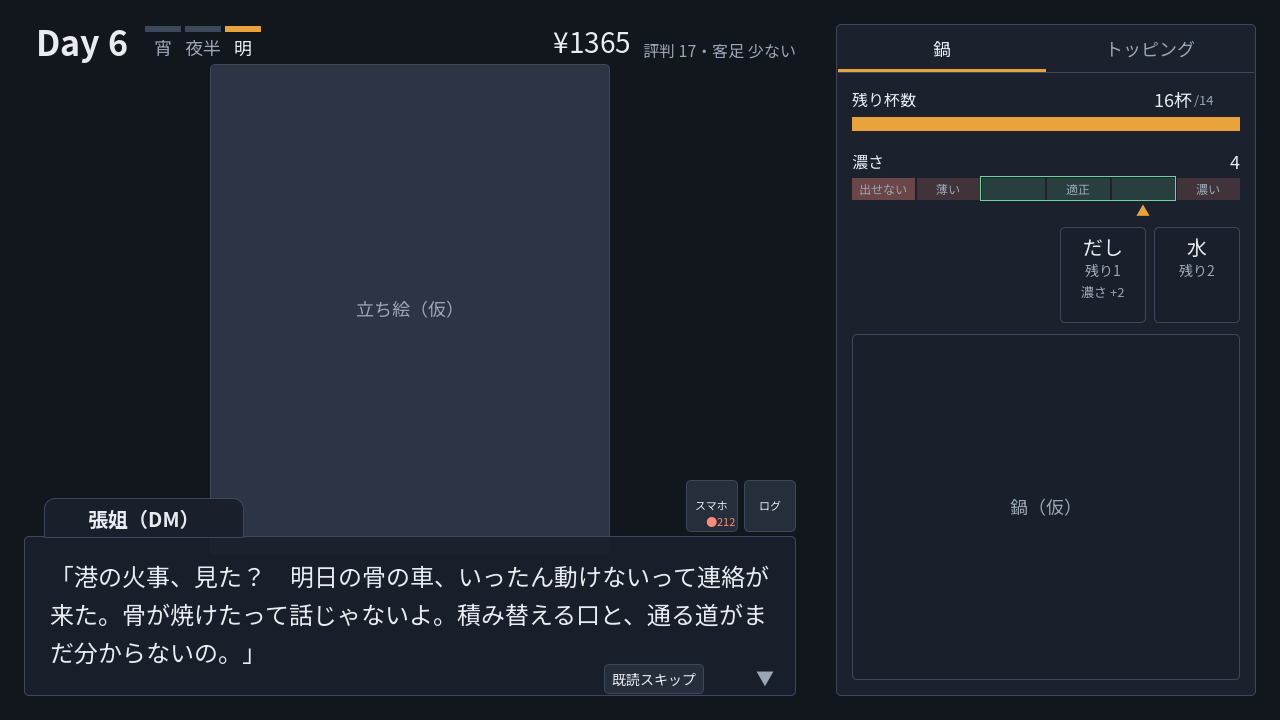 Day 6
宵 夜半 明
¥1365 評判 17・客足 少ない
立ち絵（仮）
スマホ
212
ログ
張姐（DM）
「港の火事、見た？　明日の骨の車、いったん動けないって連絡が
来た。骨が焼けたって話じゃないよ。積み替える口と、通る道がま
だ分からないの。」
既読スキップ
▼
鍋 トッピング
残り杯数 16杯/14
濃さ 4
出せない 薄い 適正 濃い
だし
残り1
濃さ +2
水
残り2
鍋（仮）